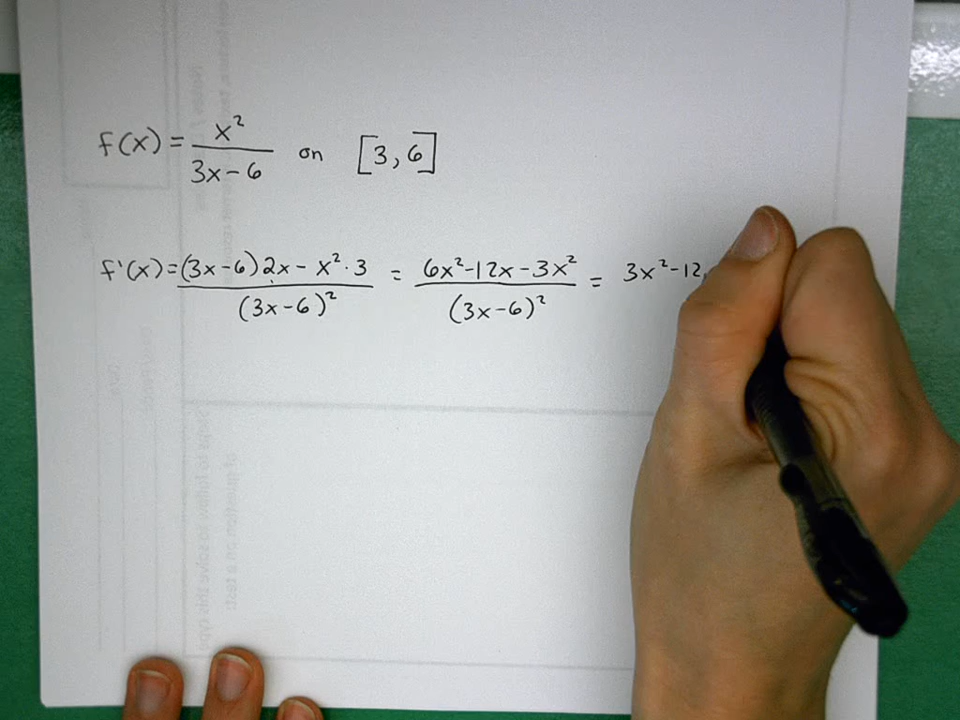 f(x) = x² / 3x-6 on [3, 6]
f'(x) = (3x-6)2x - x²·3 / (3x-6)² = 6x²-12x-3x² / (3x-6)² = 3x²-12